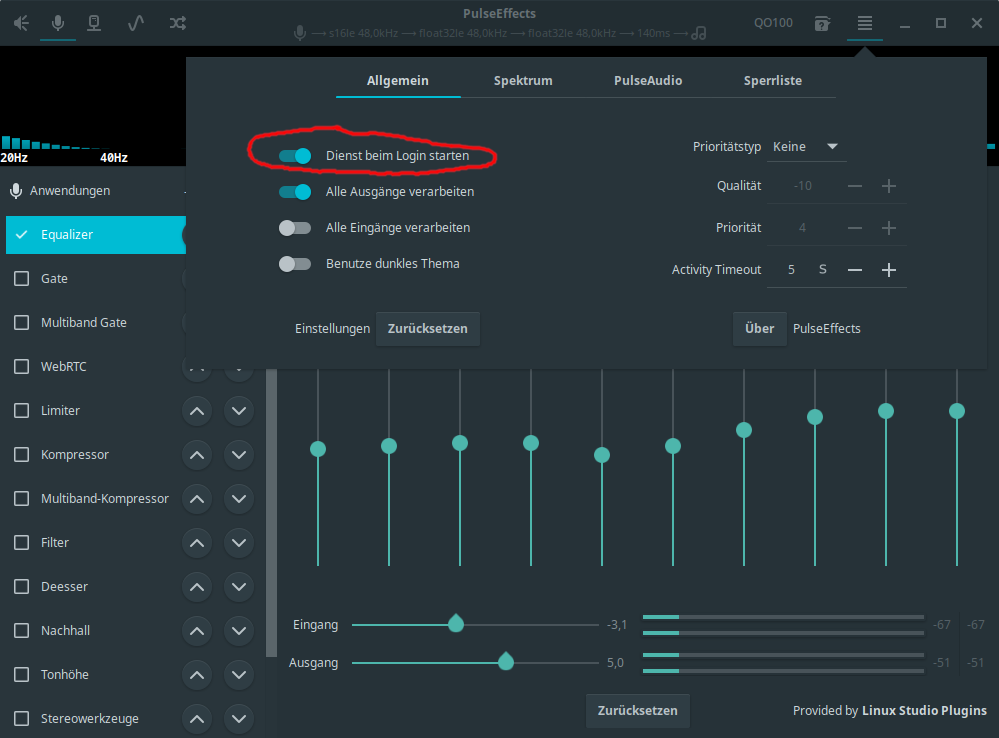 PulseEffects
s16le 48,0kHz → float32le 48,0kHz → float32le 48,0kHz → 140ms
QO100
20Hz 40Hz
Anwendungen
Equalizer
Gate
Multiband Gate
WebRTC
Limiter
Kompressor
Multiband-Kompressor
Filter
Deesser
Nachhall
Tonhöhe
Stereowerkzeuge
Allgemein Spektrum PulseAudio Sperrliste
Dienst beim Login starten
Alle Ausgänge verarbeiten
Alle Eingänge verarbeiten
Benutze dunkles Thema
Prioritätstyp Keine
Qualität -10
Priorität 4
Activity Timeout 5 S
Einstellungen Zurücksetzen
Über PulseEffects
Eingang -3,1 -67 -67
Ausgang 5,0 -51 -51
Zurücksetzen
Provided by Linux Studio Plugins